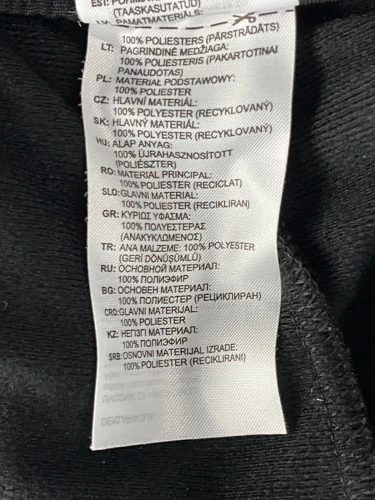 (TAASKASUTATUD)
PAMATMATERIĀLS:
100% POLIESTERS (PĀRSTRĀDĀTS)
LT: PAGRINDINĖ MEDŽIAGA:
100% POLIESTERIS (PAKARTOTINAI
PANAUDOTAS)
PL: MATERIAŁ PODSTAWOWY:
100% POLIESTER
CZ: HLAVNÍ MATERIÁL:
100% POLYESTER (RECYKLOVANÝ)
SK: HLAVNÝ MATERIÁL:
100% POLYESTER (RECYKLOVANÝ)
HU: ALAP ANYAG:
100% ÚJRAHASZNOSÍTOTT
(POLIÉSZTER)
RO: MATERIAL PRINCIPAL:
100% POLIESTER (RECICLAT)
SLO: GLAVNI MATERIAL:
100% POLIESTER (RECIKLIRAN)
GR: ΚΥΡΙΩΣ ΥΦΑΣΜΑ:
100% ΠΟΛΥΕΣΤΕΡΑΣ
(ΑΝΑΚΥΚΛΩΜΕΝΟΣ)
TR: ANA MALZEME: 100% POLYESTER
(GERİ DÖNÜŞÜMLÜ)
RU: ОСНОВНОЙ МАТЕРИАЛ:
100% ПОЛИЭФИР
BG: ОСНОВЕН МАТЕРИАЛ:
100% ПОЛИЕСТЕР (РЕЦИКЛИРАН)
CRO: GLAVNI MATERIJAL:
100% POLIESTER
KZ: НЕГІЗГІ МАТЕРИАЛ:
100% ПОЛИЭФИР
SRB: OSNOVNI MATERIJAL IZRADE:
100% POLIESTER (RECIKLIRANI)